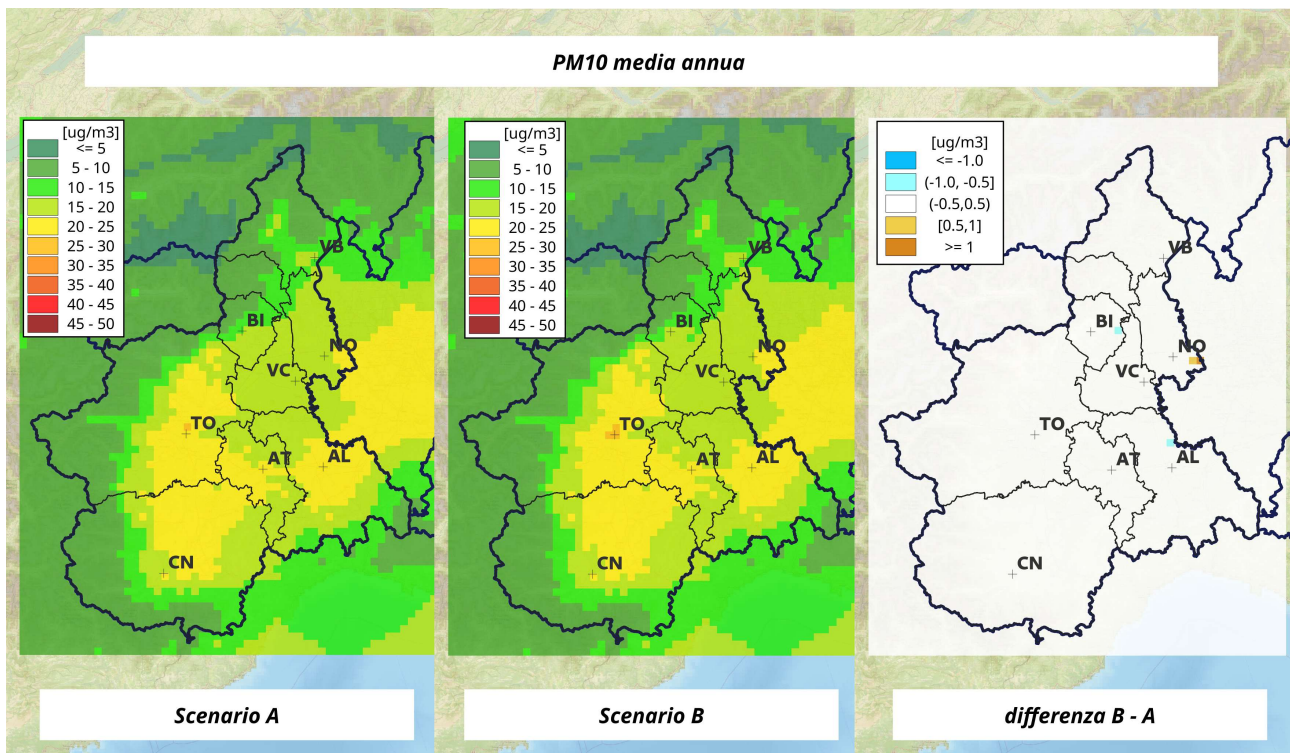 PM10 media annua
[ug/m3]
<= 5
5 - 10
10 - 15
15 - 20
20 - 25
25 - 30
30 - 35
35 - 40
40 - 45
45 - 50
VB
BI
NO
VC
TO
AT
AL
CN
Scenario A
[ug/m3]
<= 5
5 - 10
10 - 15
15 - 20
20 - 25
25 - 30
30 - 35
35 - 40
40 - 45
45 - 50
VB
BI
NO
VC
TO
AT
AL
CN
Scenario B
[ug/m3]
<= -1.0
(-1.0, -0.5]
(-0.5,0.5)
[0.5,1]
>= 1
VB
BI
NO
VC
TO
AT
AL
CN
differenza B - A